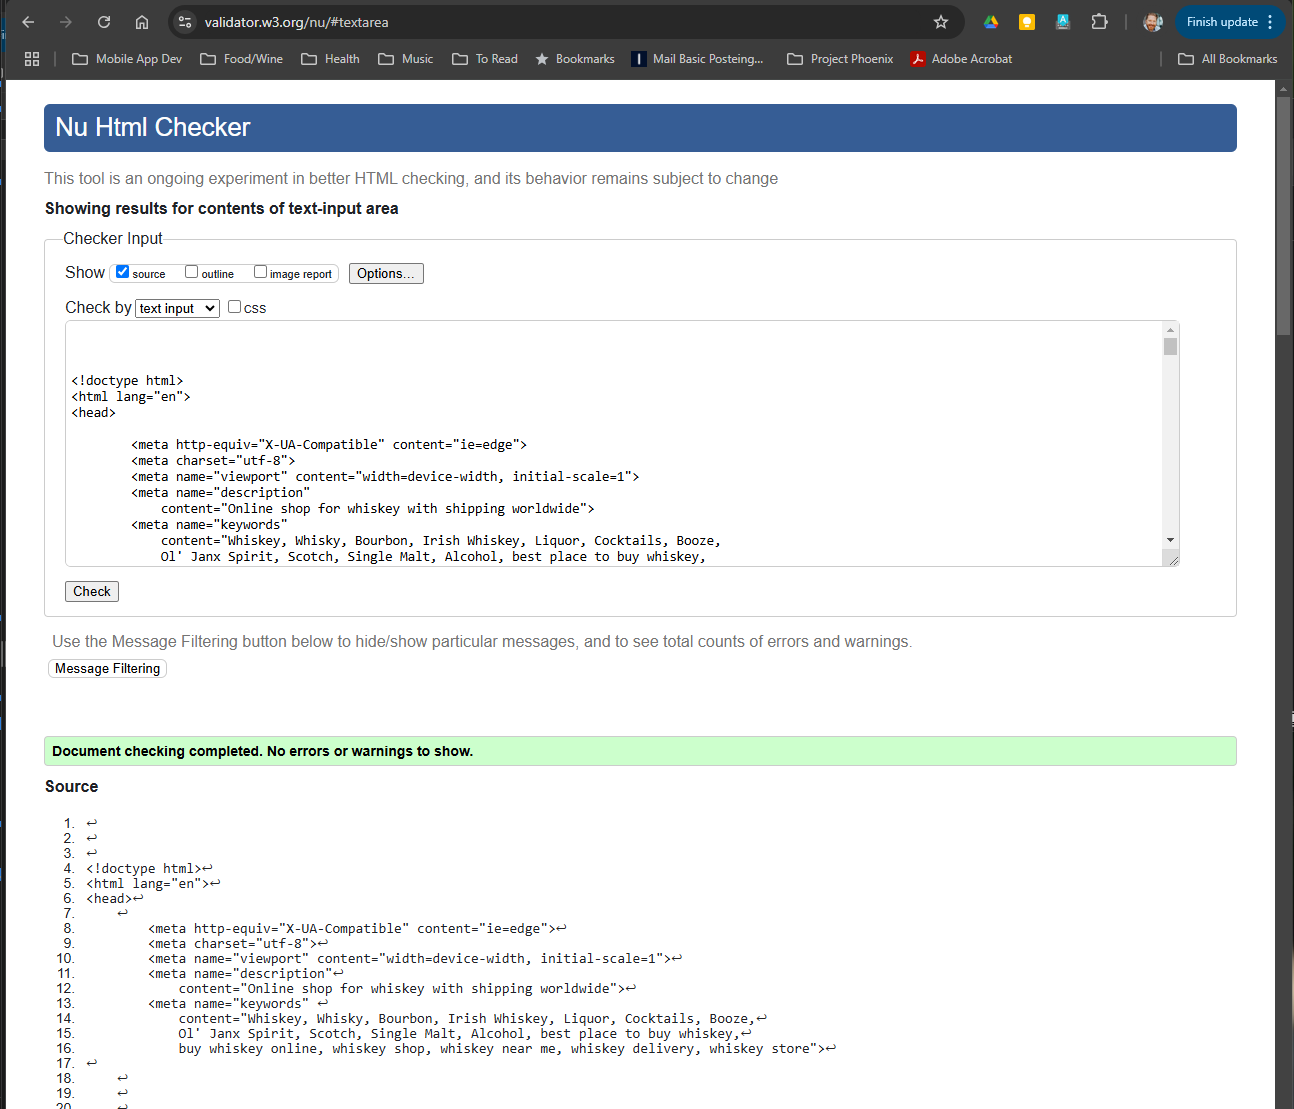 validator.w3.org/nu/#textarea
Finish update
Mobile App Dev
Food/Wine
Health
Music
To Read
Bookmarks
Mail Basic Posteing...
Project Phoenix
Adobe Acrobat
All Bookmarks
Nu Html Checker
This tool is an ongoing experiment in better HTML checking, and its behavior remains subject to change
Showing results for contents of text-input area
Checker Input
Show source outline image report Options...
Check by text input css
<!doctype html>
<html lang="en">
<head>
<meta http-equiv="X-UA-Compatible" content="ie=edge">
<meta charset="utf-8">
<meta name="viewport" content="width=device-width, initial-scale=1">
<meta name="description"
content="Online shop for whiskey with shipping worldwide">
<meta name="keywords"
content="Whiskey, Whisky, Bourbon, Irish Whiskey, Liquor, Cocktails, Booze,
Ol' Janx Spirit, Scotch, Single Malt, Alcohol, best place to buy whiskey,
Check
Use the Message Filtering button below to hide/show particular messages, and to see total counts of errors and warnings.
Message Filtering
Document checking completed. No errors or warnings to show.
Source
1. ↩
2. ↩
3. ↩
4. <!doctype html>↩
5. <html lang="en">↩
6. <head>↩
7. ↩
8. <meta http-equiv="X-UA-Compatible" content="ie=edge">↩
9. <meta charset="utf-8">↩
10. <meta name="viewport" content="width=device-width, initial-scale=1">↩
11. <meta name="description"↩
12. content="Online shop for whiskey with shipping worldwide">↩
13. <meta name="keywords" ↩
14. content="Whiskey, Whisky, Bourbon, Irish Whiskey, Liquor, Cocktails, Booze,↩
15. Ol' Janx Spirit, Scotch, Single Malt, Alcohol, best place to buy whiskey,↩
16. buy whiskey online, whiskey shop, whiskey near me, whiskey delivery, whiskey store">↩
17. ↩
18. ↩
19. ↩
20. ↩